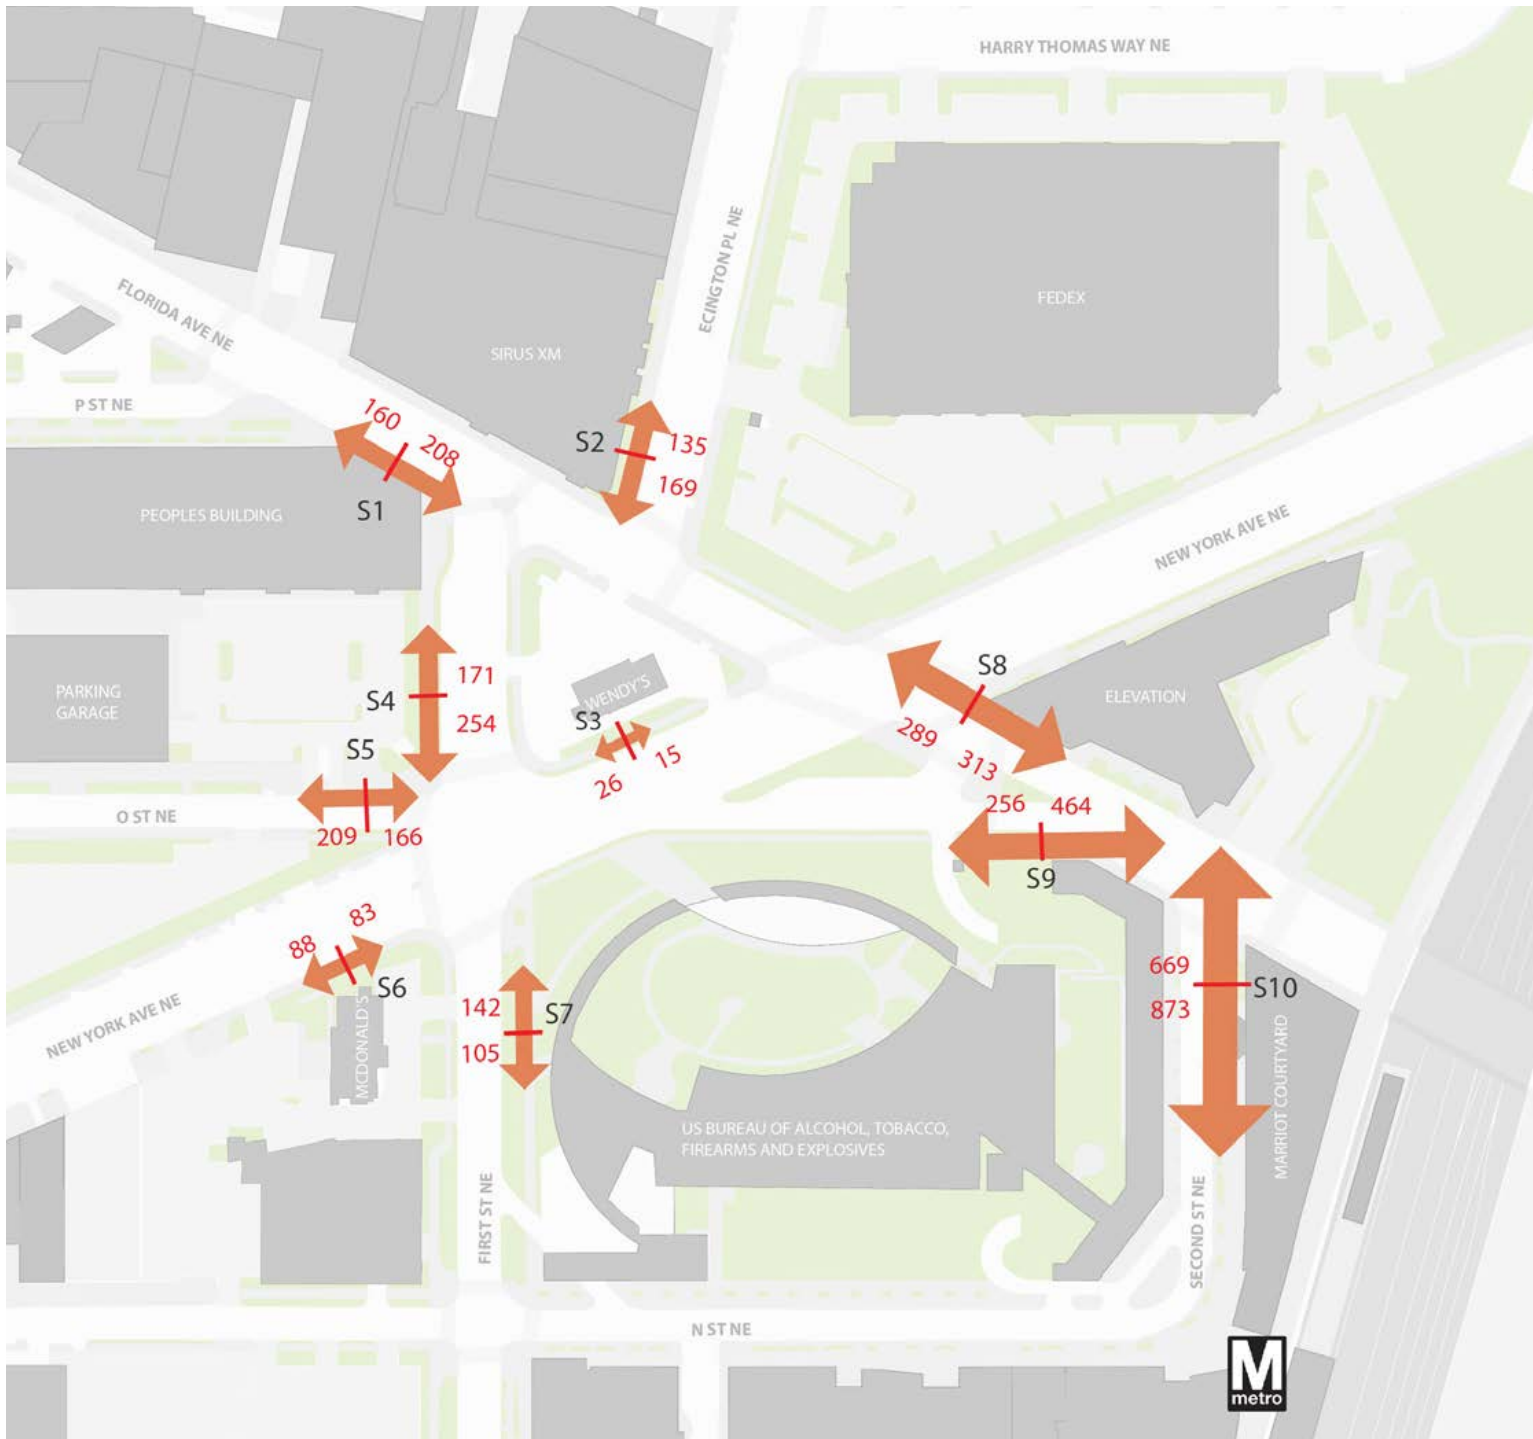 HARRY THOMAS WAY NE
ECINGTON PL NE
FLORIDA AVE NE
FEDEX
SIRUS XM
P ST NE
160
208
S1
S2
135
169
PEOPLES BUILDING
NEW YORK AVE NE
S8
289
313
ELEVATION
PARKING
GARAGE
S4
171
254
WENDY'S
S3
26
15
S5
O ST NE
209
166
256
464
S9
88
83
S6
NEW YORK AVE NE
MCDONALD'S
142
S7
105
669
S10
873
MARRIOT COURTYARD
US BUREAU OF ALCOHOL, TOBACCO,
FIREARMS AND EXPLOSIVES
FIRST ST NE
SECOND ST NE
N ST NE
M
metro